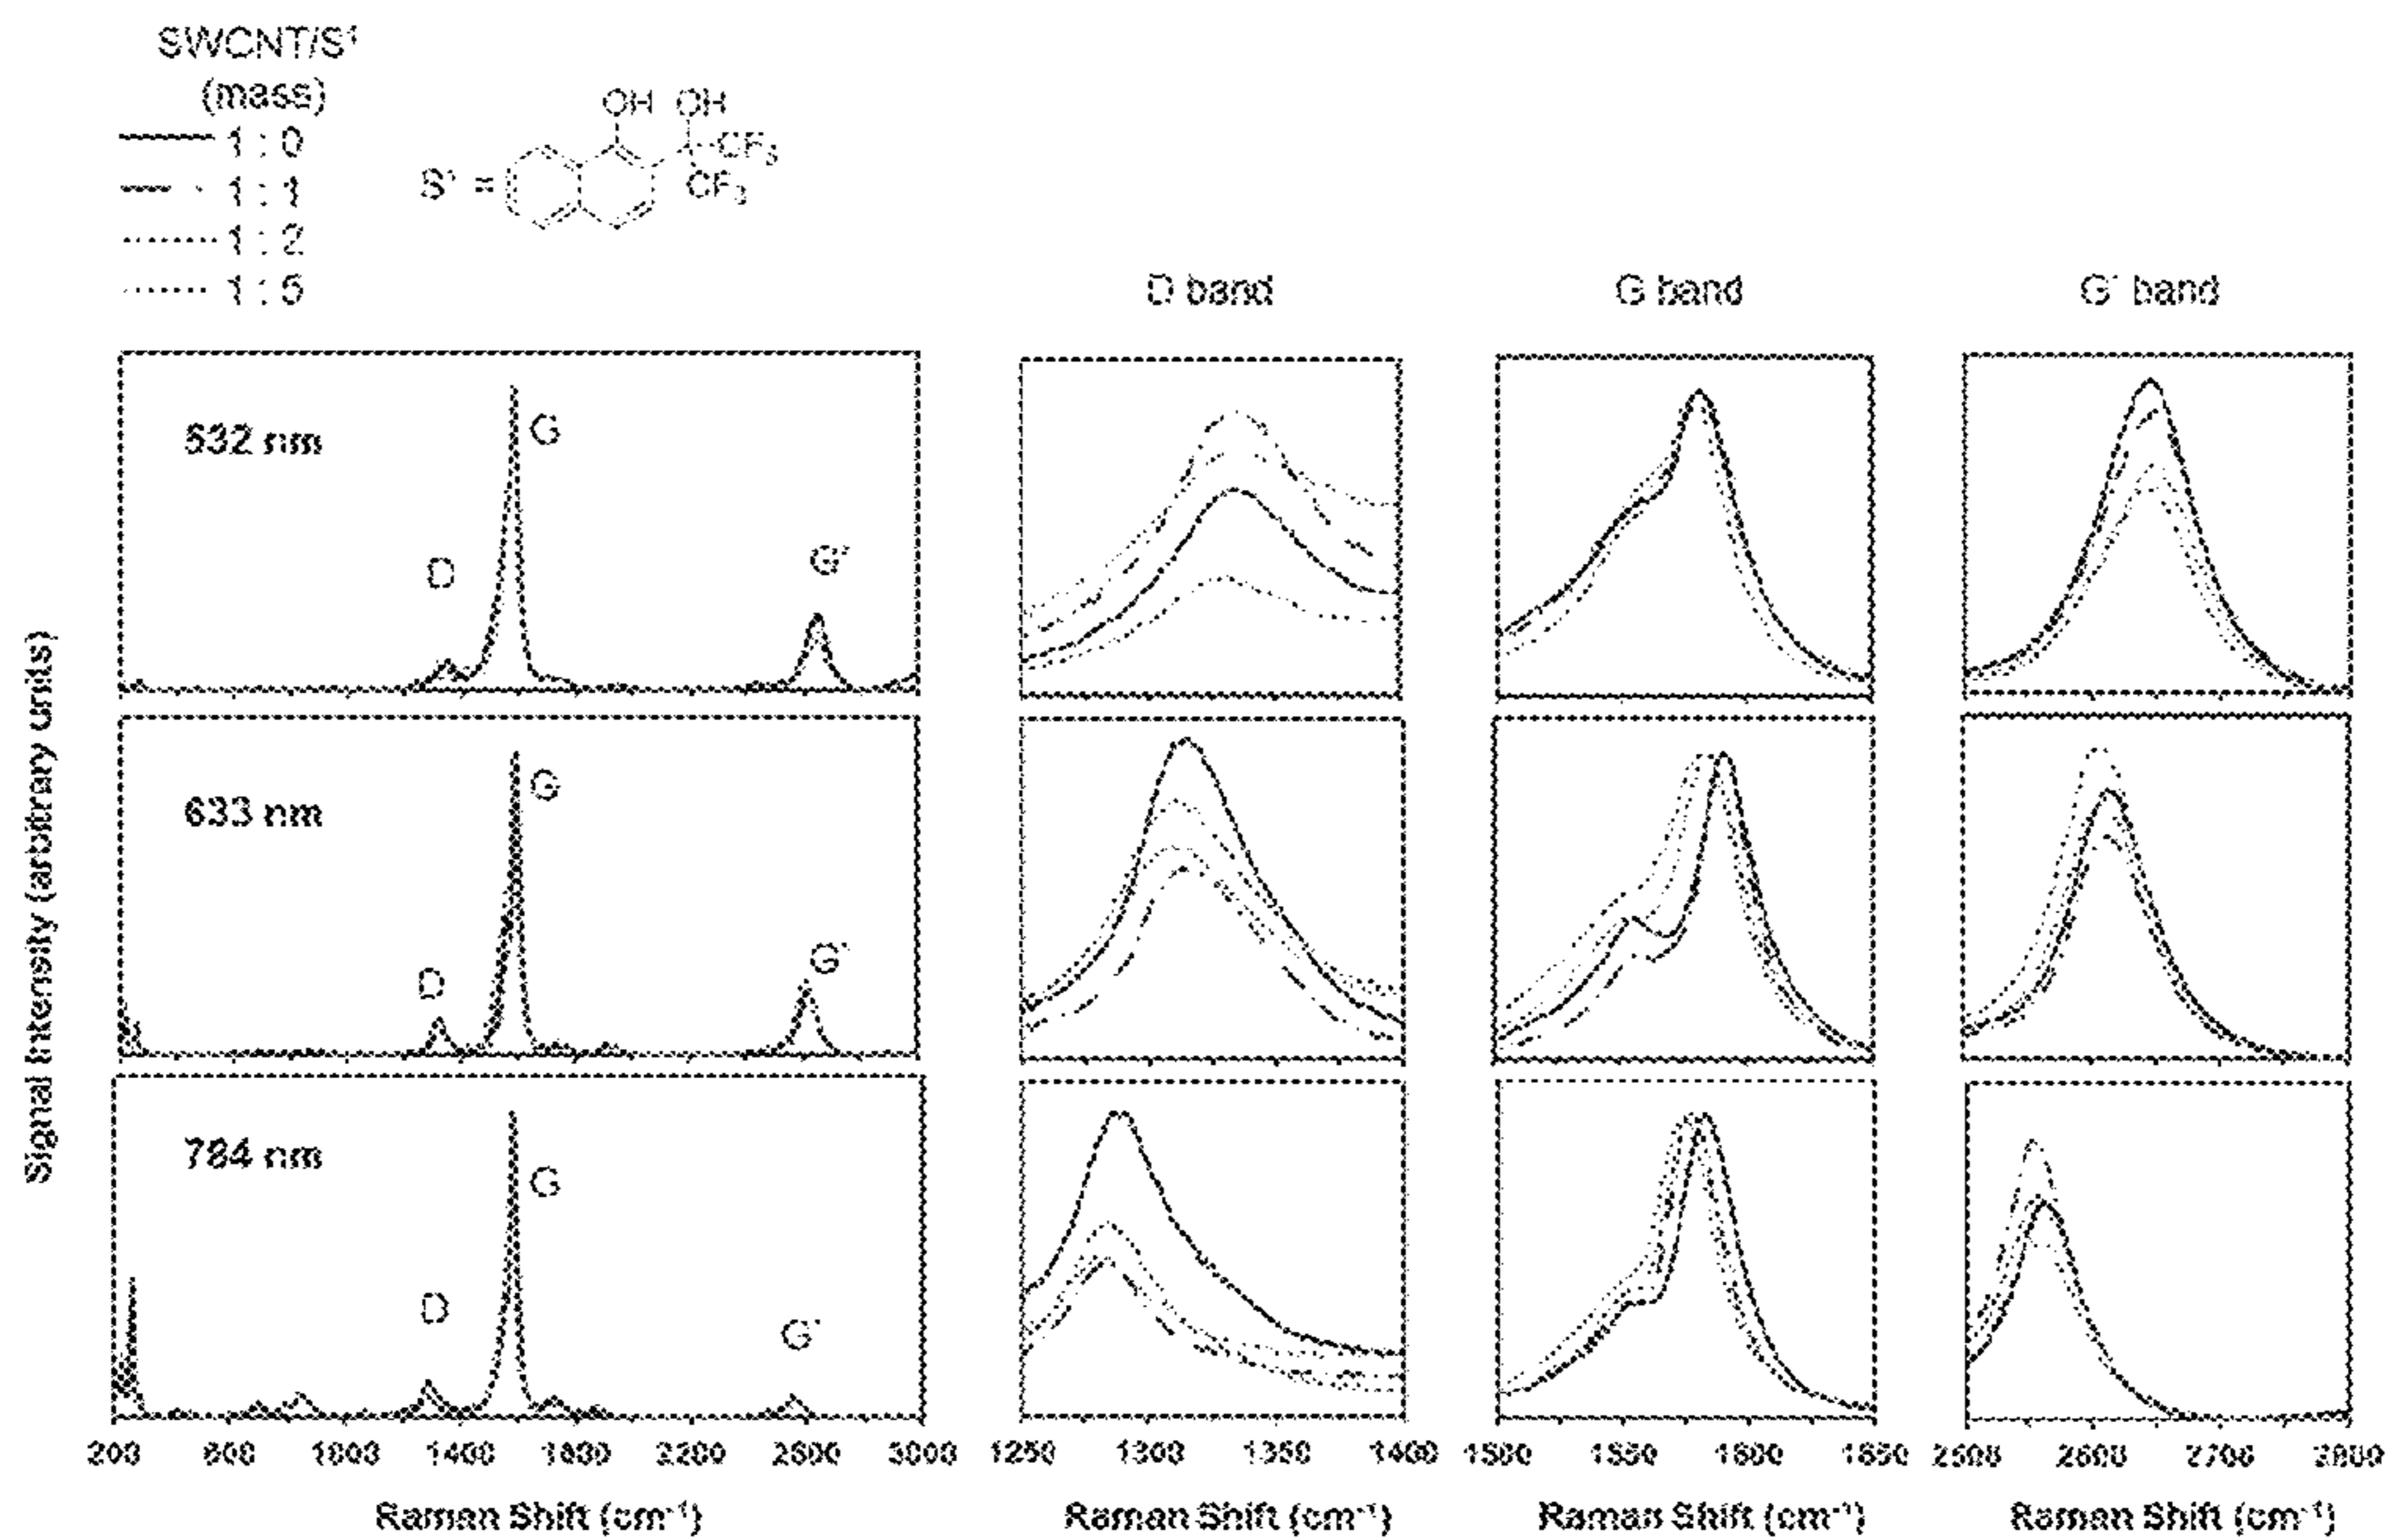 SWCNT/S¹
(mass)
1 : 0
1 : 1
1 : 2
1 : 5
S¹ =
OH OH
CF₃
CF₃
D band
G band
G' band
532 nm
D
G
G'
633 nm
D
G
G'
784 nm
D
G
G'
Signal Intensity (arbitrary units)
200 600 1000 1400 1800 2200 2600 3000
1250 1300 1350 1400
1500 1550 1600 1650
2500 2600 2700 2800
Raman Shift (cm⁻¹)
Raman Shift (cm⁻¹)
Raman Shift (cm⁻¹)
Raman Shift (cm⁻¹)